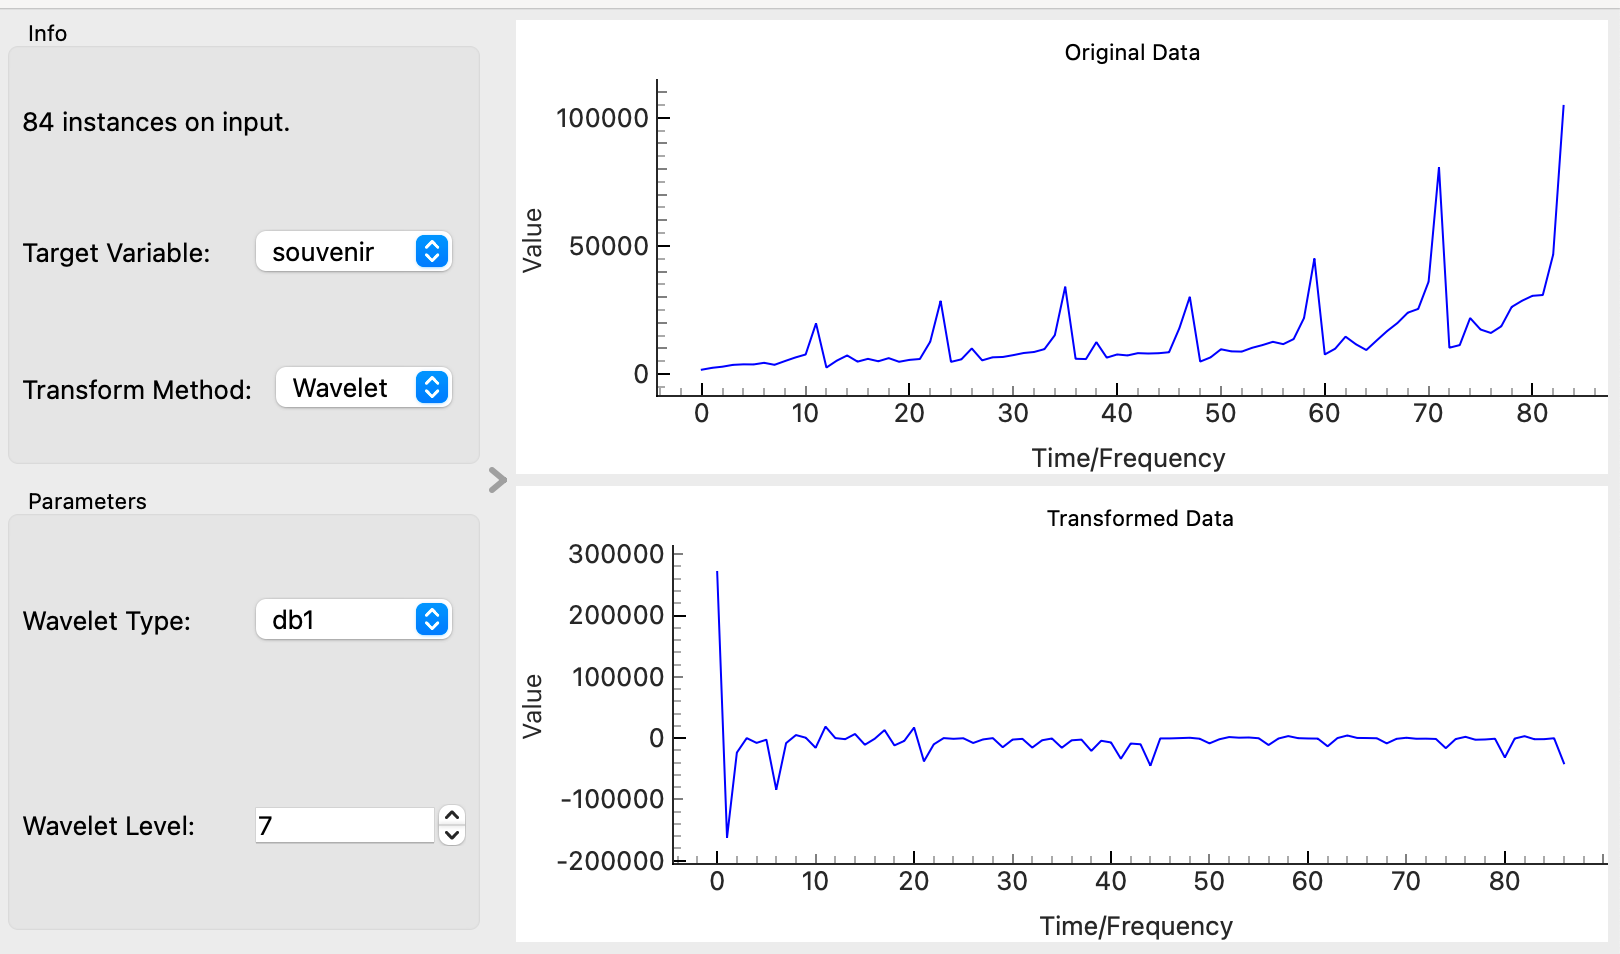 Info
84 instances on input.
Target Variable: souvenir
Transform Method: Wavelet
Parameters
Wavelet Type: db1
Wavelet Level: 7
Original Data
100000
50000
0
Value
0 10 20 30 40 50 60 70 80
Time/Frequency
Transformed Data
300000
200000
100000
0
-100000
-200000
Value
0 10 20 30 40 50 60 70 80
Time/Frequency